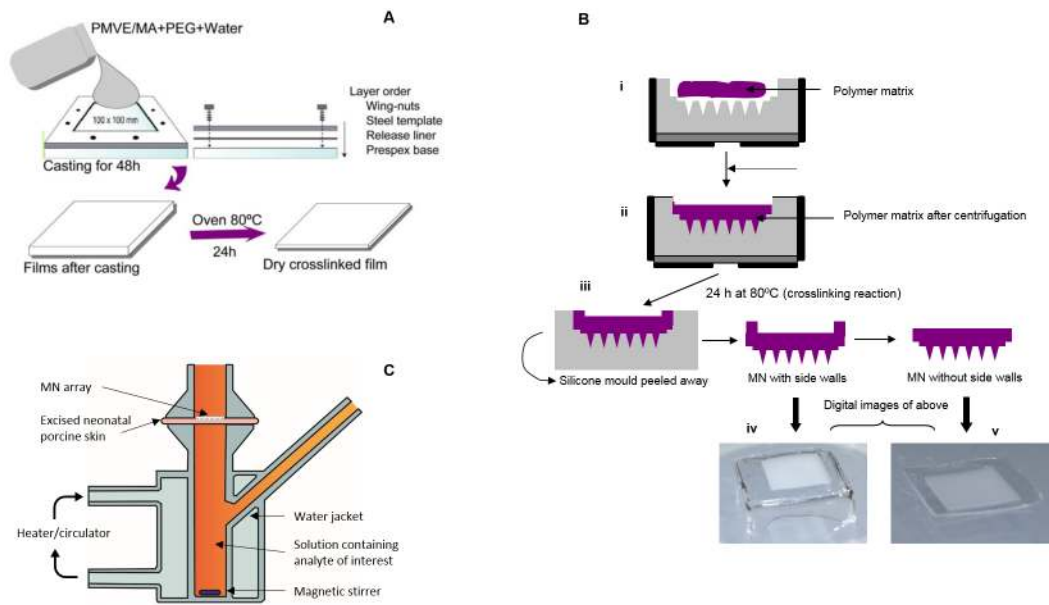 A
PMVE/MA+PEG+Water
100 x 100 mm
Casting for 48h
Layer order
Wing-nuts
Steel template
Release liner
Prespex base
Films after casting
Oven 80ºC
24h
Dry crosslinked film
B
i
Polymer matrix
ii
Polymer matrix after centrifugation
iii
24 h at 80ºC (crosslinking reaction)
Silicone mould peeled away
MN with side walls
MN without side walls
Digital images of above
iv
v
C
MN array
Excised neonatal
porcine skin
Heater/circulator
Water jacket
Solution containing
analyte of interest
Magnetic stirrer